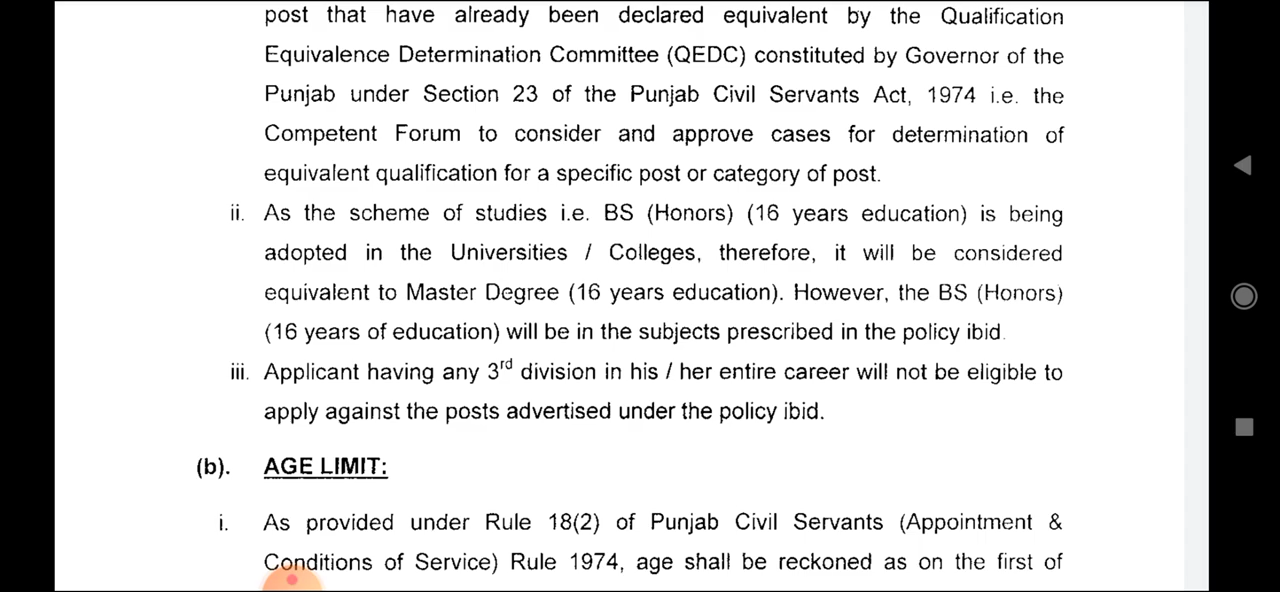 post that have already been declared equivalent by the Qualification
Equivalence Determination Committee (QEDC) constituted by Governor of the
Punjab under Section 23 of the Punjab Civil Servants Act, 1974 i.e. the
Competent Forum to consider and approve cases for determination of
equivalent qualification for a specific post or category of post.
ii. As the scheme of studies i.e. BS (Honors) (16 years education) is being
adopted in the Universities / Colleges, therefore, it will be considered
equivalent to Master Degree (16 years education). However, the BS (Honors)
(16 years of education) will be in the subjects prescribed in the policy ibid.
iii. Applicant having any 3rd division in his / her entire career will not be eligible to
apply against the posts advertised under the policy ibid.
(b). AGE LIMIT:
i. As provided under Rule 18(2) of Punjab Civil Servants (Appointment &
Conditions of Service) Rule 1974, age shall be reckoned as on the first of